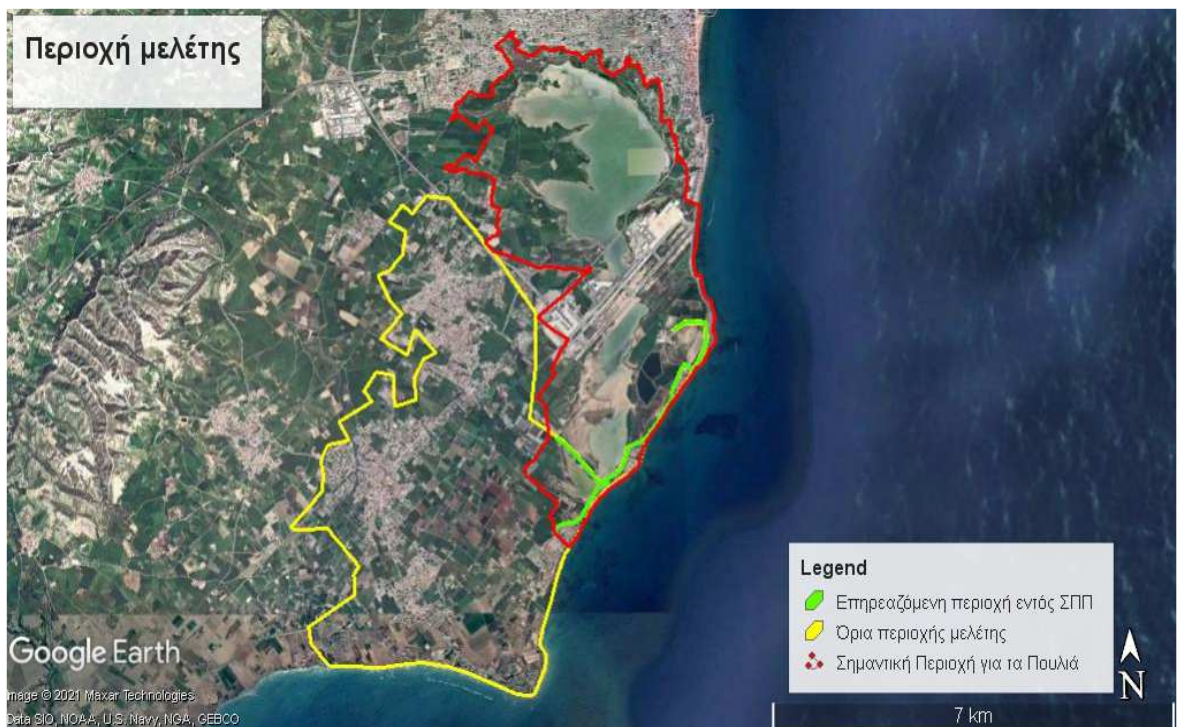 Περιοχή μελέτης
Legend
Επηρεαζόμενη περιοχή εντός ΣΠΠ
Όρια περιοχής μελέτης
Σημαντική Περιοχή για τα Πουλιά
N
7 km
Google Earth
mage © 2021 Maxar Technologies
Data SIO, NOAA, U.S. Navy, NGA, GEBCO